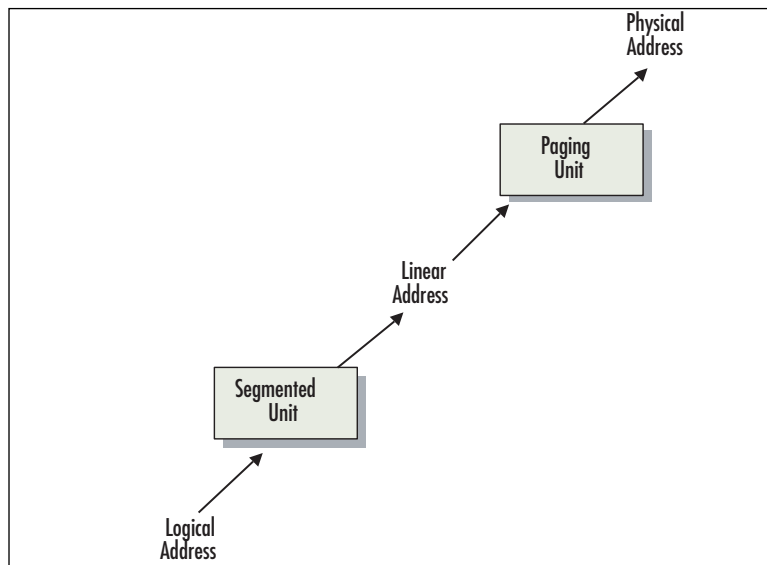 Physical
Address
Paging
Unit
Linear
Address
Segmented
Unit
Logical
Address